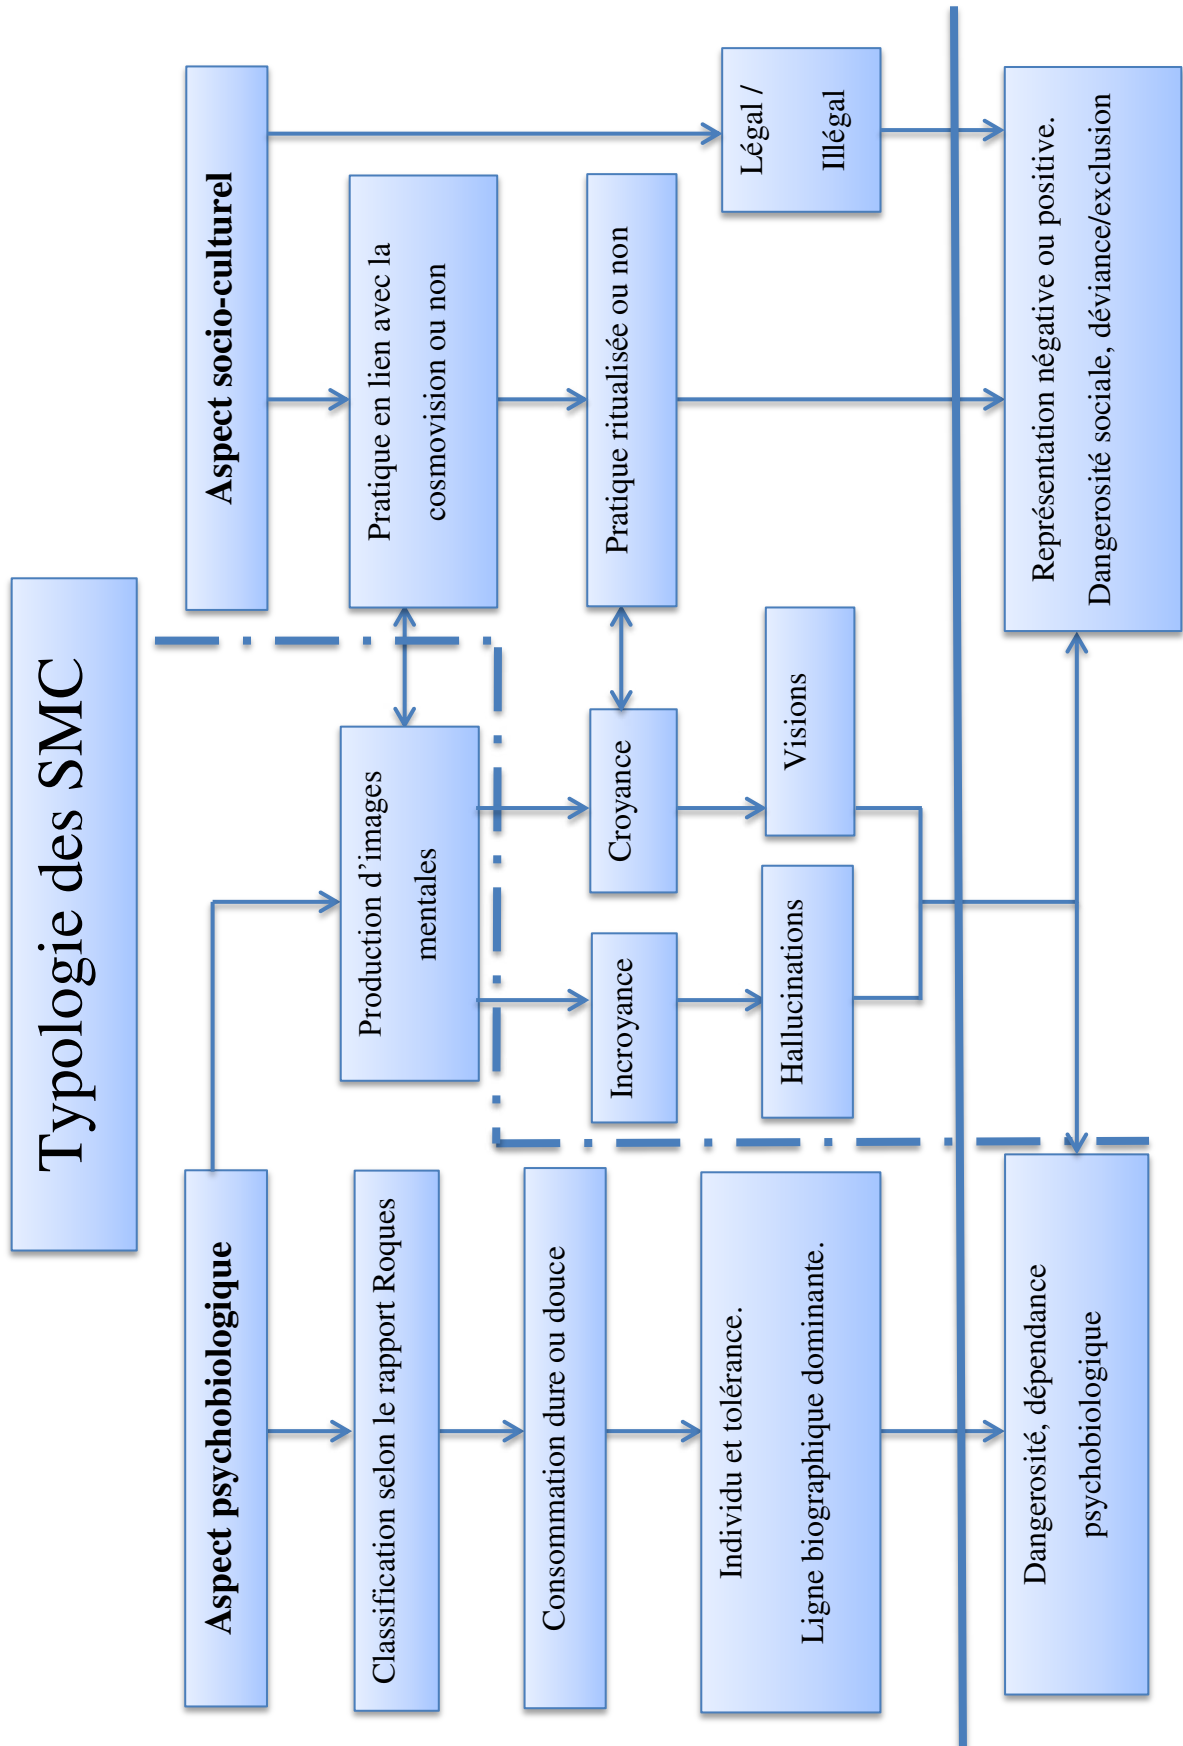 Typologie des SMC
Aspect psychobiologique
Aspect socio-culturel
Classification selon le rapport Roques
Production d’images
mentales
Pratique en lien avec la
cosmovision ou non
Consommation dure ou douce
Incroyance
Croyance
Pratique ritualisée ou non
Individu et tolérance.
Ligne biographique dominante.
Hallucinations
Visions
Légal /
Illégal
Dangerosité, dépendance
psychobiologique
Représentation négative ou positive.
Dangerosité sociale, déviance/exclusion